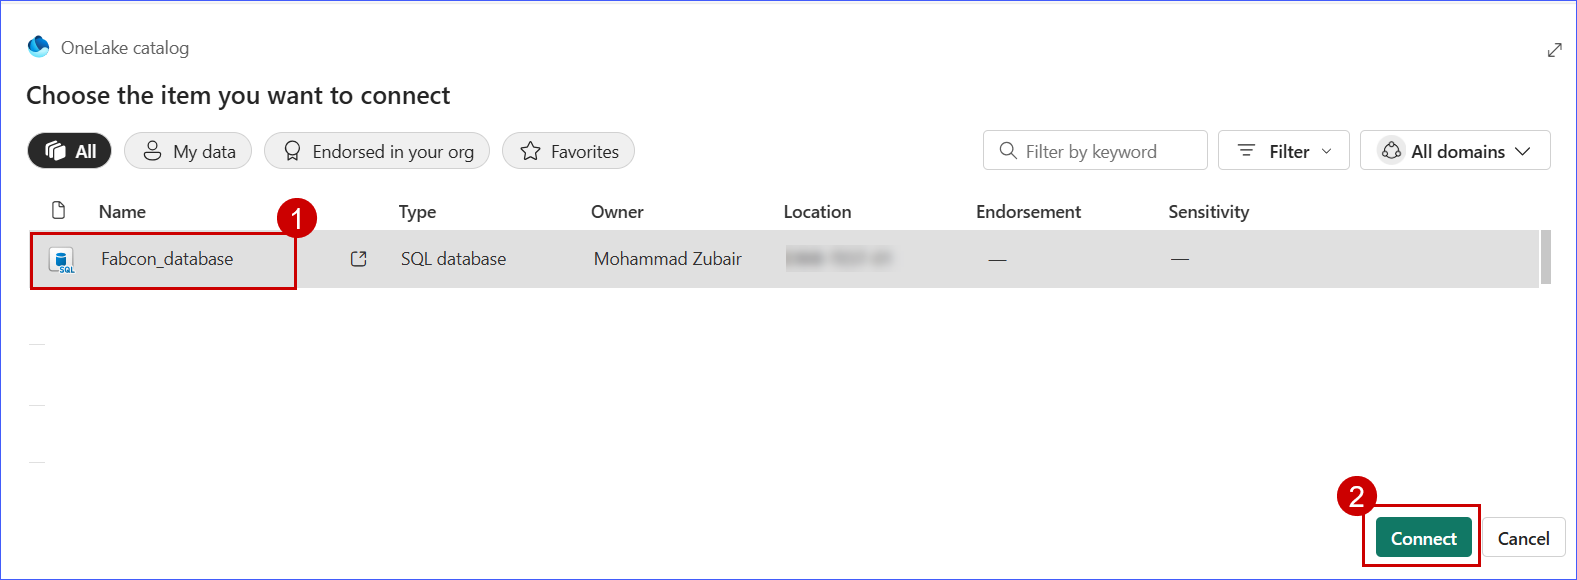 OneLake catalog
Choose the item you want to connect
All My data Endorsed in your org Favorites Filter by keyword Filter All domains
Name Type Owner Location Endorsement Sensitivity
1
SQL Fabcon_database SQL database Mohammad Zubair — —
2
Connect Cancel